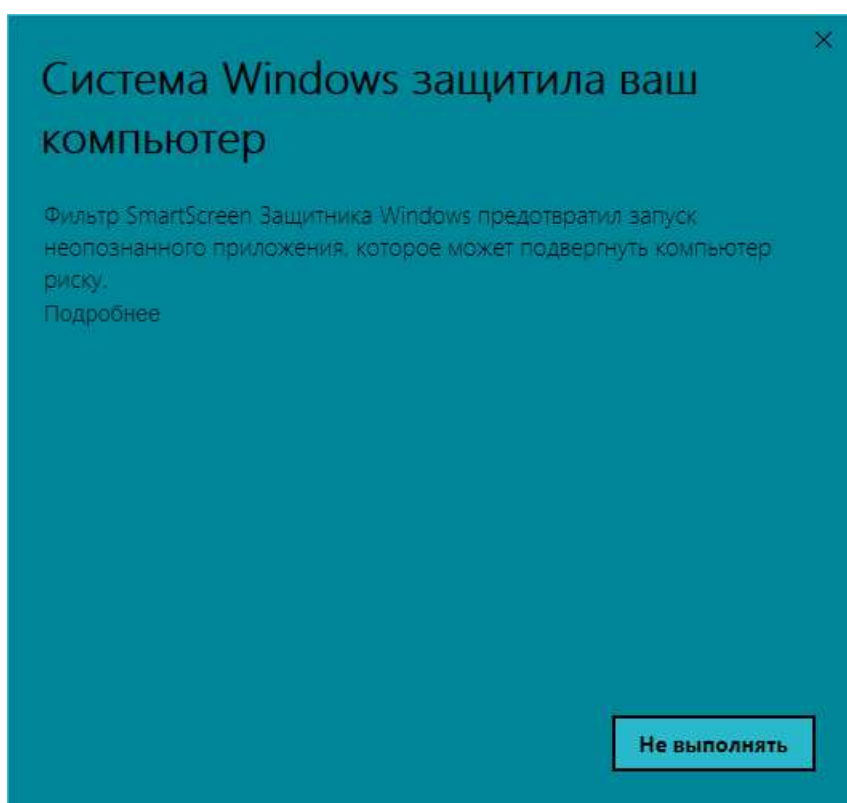 Система Windows защитила ваш
компьютер
Фильтр SmartScreen Защитника Windows предотвратил запуск
неопознанного приложения, которое может подвергнуть компьютер
риску.
Подробнее
Не выполнять